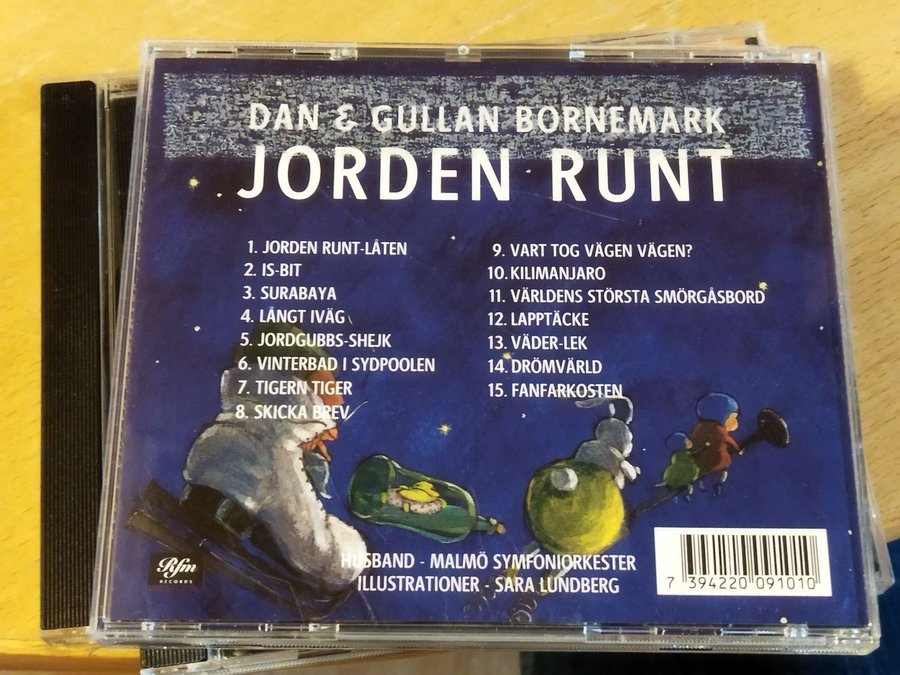 DAN & GULLAN BORNEMARK
JORDEN RUNT
1. JORDEN RUNT-LÅTEN
2. IS-BIT
3. SURABAYA
4. LÅNGT IVÄG
5. JORDGUBBS-SHEJK
6. VINTERBAD I SYDPOOLEN
7. TIGERN TIGER
8. SKICKA BREV
9. VART TOG VÄGEN VÄGEN?
10. KILIMANJARO
11. VÄRLDENS STÖRSTA SMÖRGÅSBORD
12. LAPPTÄCKE
13. VÄDER-LEK
14. DRÖMVÄRLD
15. FANFARKOSTEN
HUSBAND - MALMÖ SYMFONIORKESTER
ILLUSTRATIONER - SARA LUNDBERG
Rfm
RECORDS
7 394220 091010